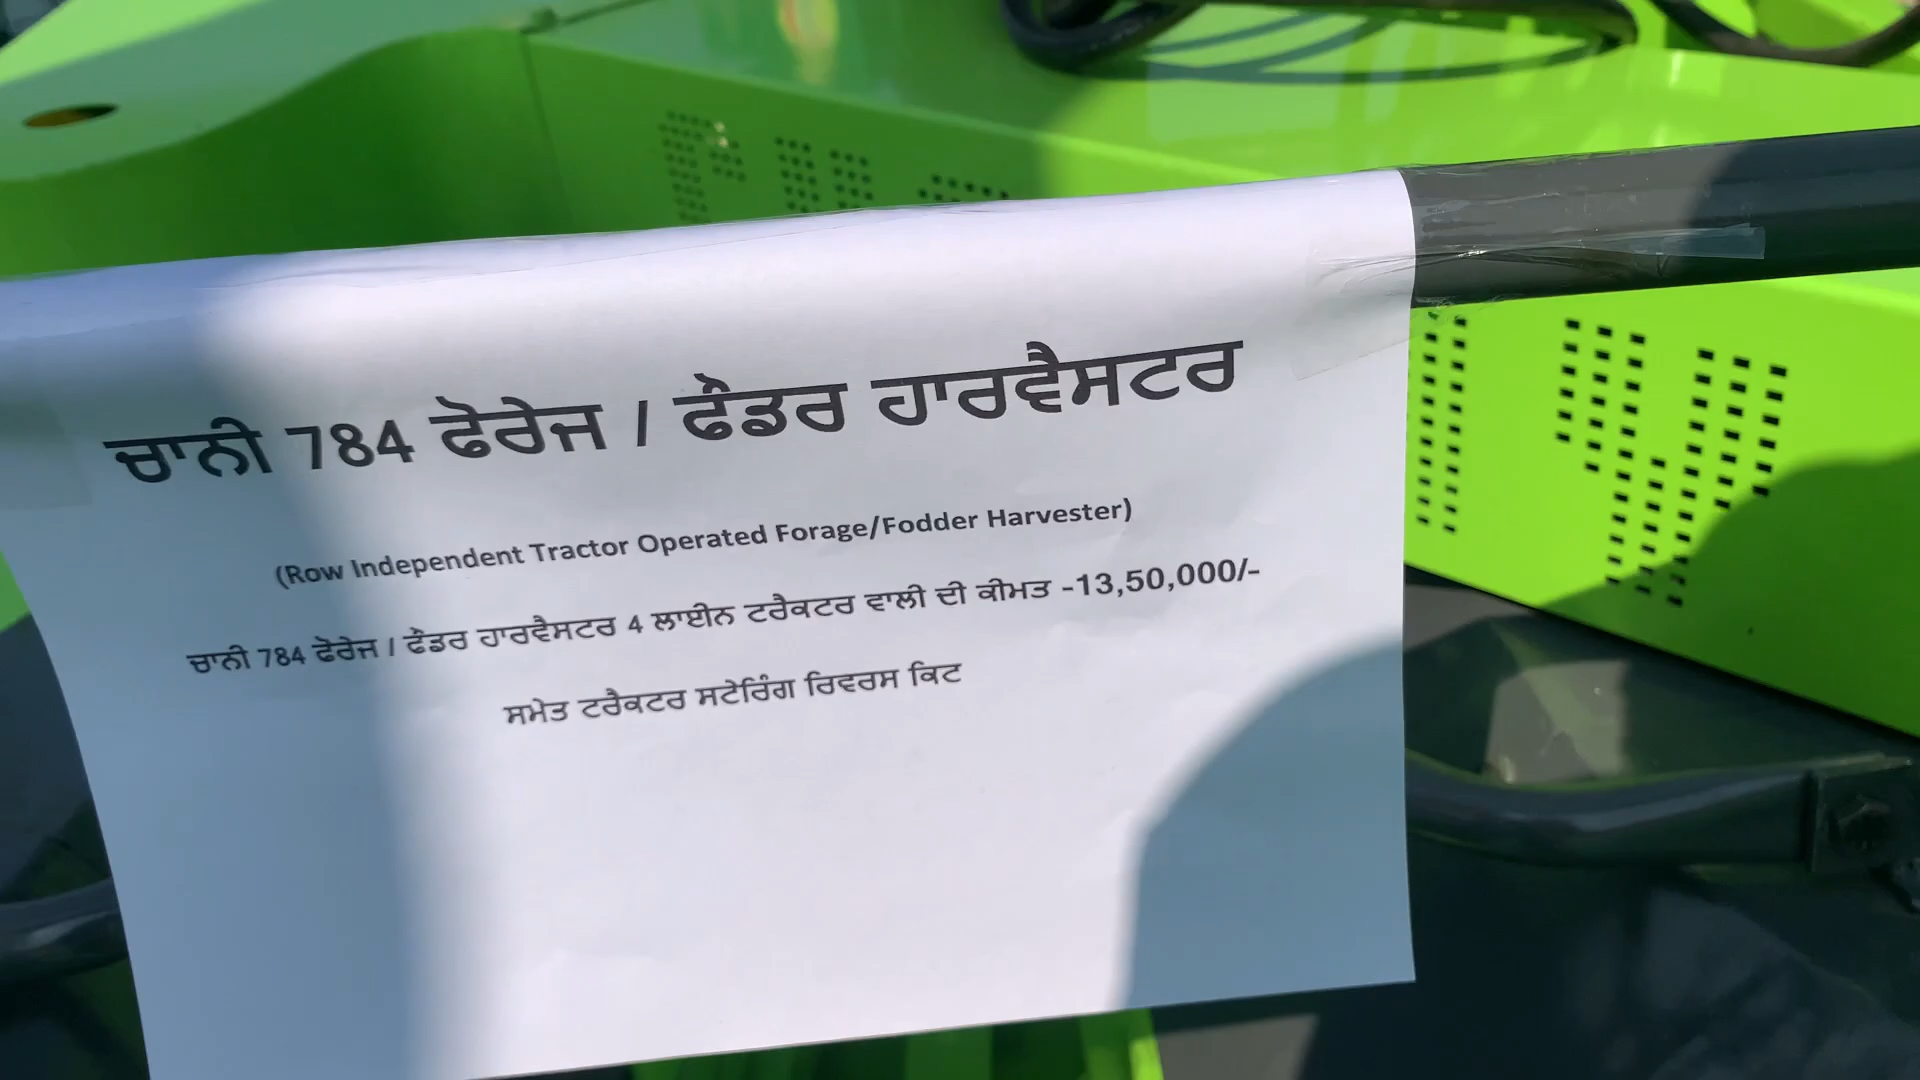 ਚਾਨੀ 784 ਫੋਰੇਜ / ਫੌਡਰ ਹਾਰਵੈਸਟਰ
(Row Independent Tractor Operated Forage/Fodder Harvester)
ਚਾਨੀ 784 ਫੋਰੇਜ / ਫੌਡਰ ਹਾਰਵੈਸਟਰ 4 ਲਾਈਨ ਟਰੈਕਟਰ ਵਾਲੀ ਦੀ ਕੀਮਤ -13,50,000/-
ਸਮੇਤ ਟਰੈਕਟਰ ਸਟੇਰਿੰਗ ਰਿਵਰਸ ਕਿਟ